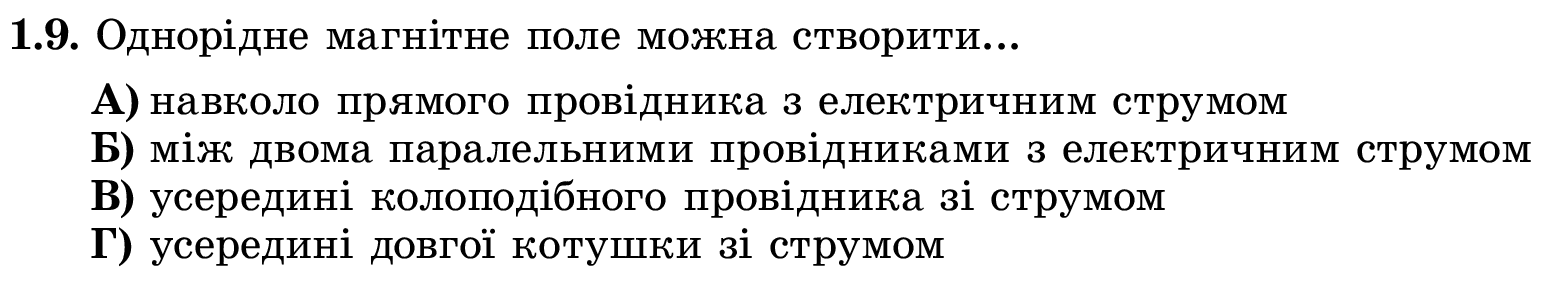 1.9. Однорідне магнітне поле можна створити...
А) навколо прямого провідника з електричним струмом
Б) між двома паралельними провідниками з електричним струмом
В) усередині колоподібного провідника зі струмом
Г) усередині довгої котушки зі струмом